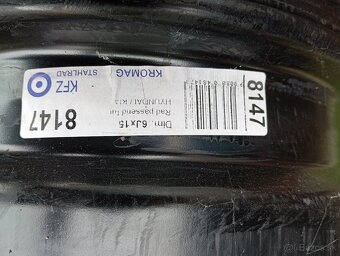 KFZ
STAHLRAD
KROMAG
8147
Dim. 6Jx15
Rad passend für
HYUNDAI / KIA
8147